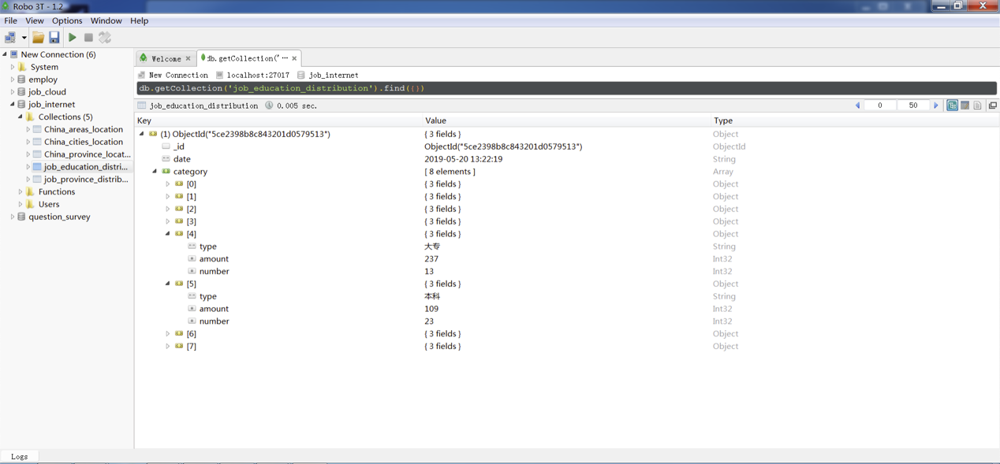 Robo 3T - 1.2
File View Options Window Help
New Connection (6)
System
employ
job_cloud
job_internet
Collections (5)
China_areas_location
China_cities_location
China_province_locat...
job_education_distri...
job_province_distrib...
Functions
Users
question_survey
Welcome
db.getCollection('...
New Connection localhost:27017 job_internet
db.getCollection('job_education_distribution').find({})
job_education_distribution 0.005 sec.
0 50
Key Value Type
(1) ObjectId("5ce2398b8c843201d0579513") { 3 fields } Object
_id ObjectId("5ce2398b8c843201d0579513") ObjectId
date 2019-05-20 13:22:19 String
category [ 8 elements ] Array
[0] { 3 fields } Object
[1] { 3 fields } Object
[2] { 3 fields } Object
[3] { 3 fields } Object
[4] { 3 fields } Object
type 大专 String
amount 237 Int32
number 13 Int32
[5] { 3 fields } Object
type 本科 String
amount 109 Int32
number 23 Int32
[6] { 3 fields } Object
[7] { 3 fields } Object
Logs